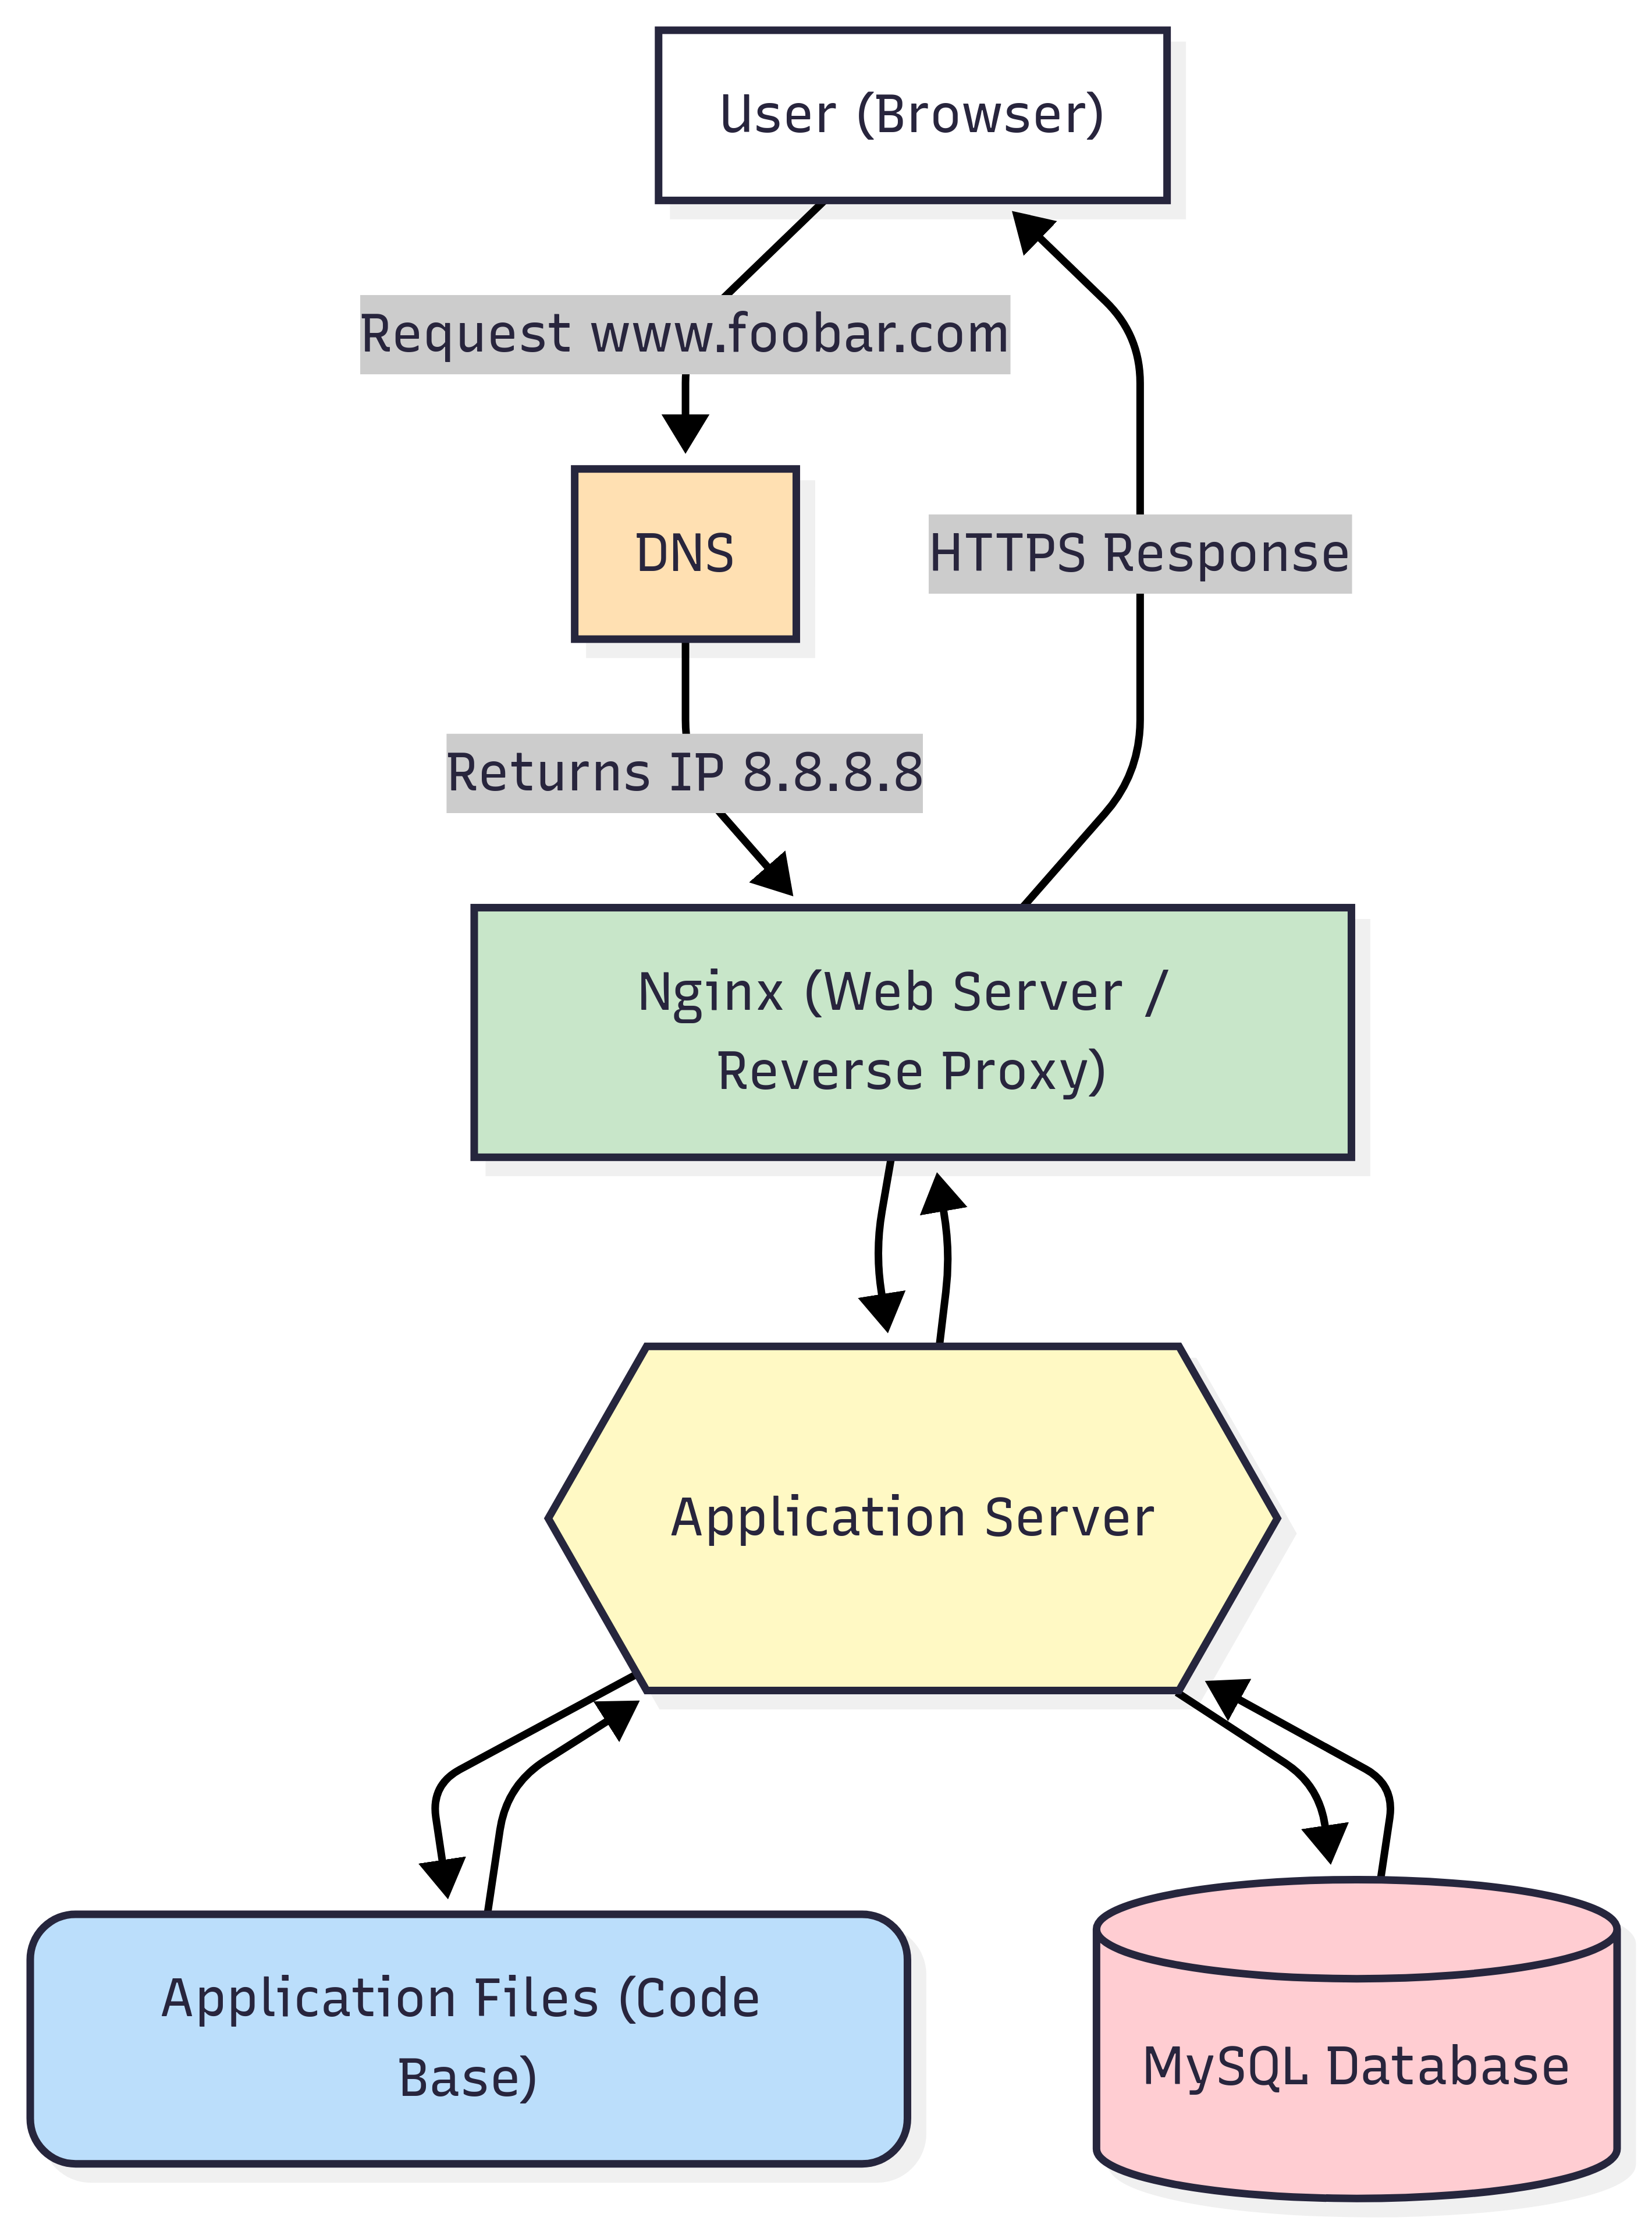 User (Browser)
Request www.foobar.com
DNS
HTTPS Response
Returns IP 8.8.8.8
Nginx (Web Server /
Reverse Proxy)
Application Server
Application Files (Code
Base)
MySQL Database